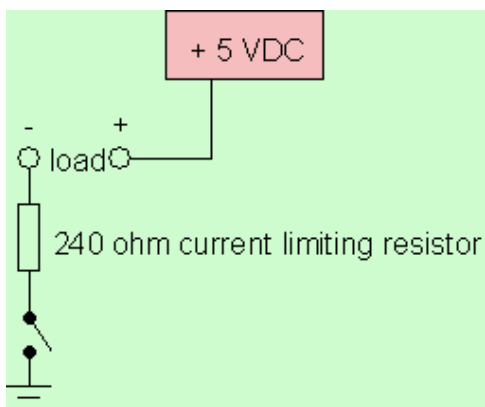 + 5 VDC
- +
load
240 ohm current limiting resistor